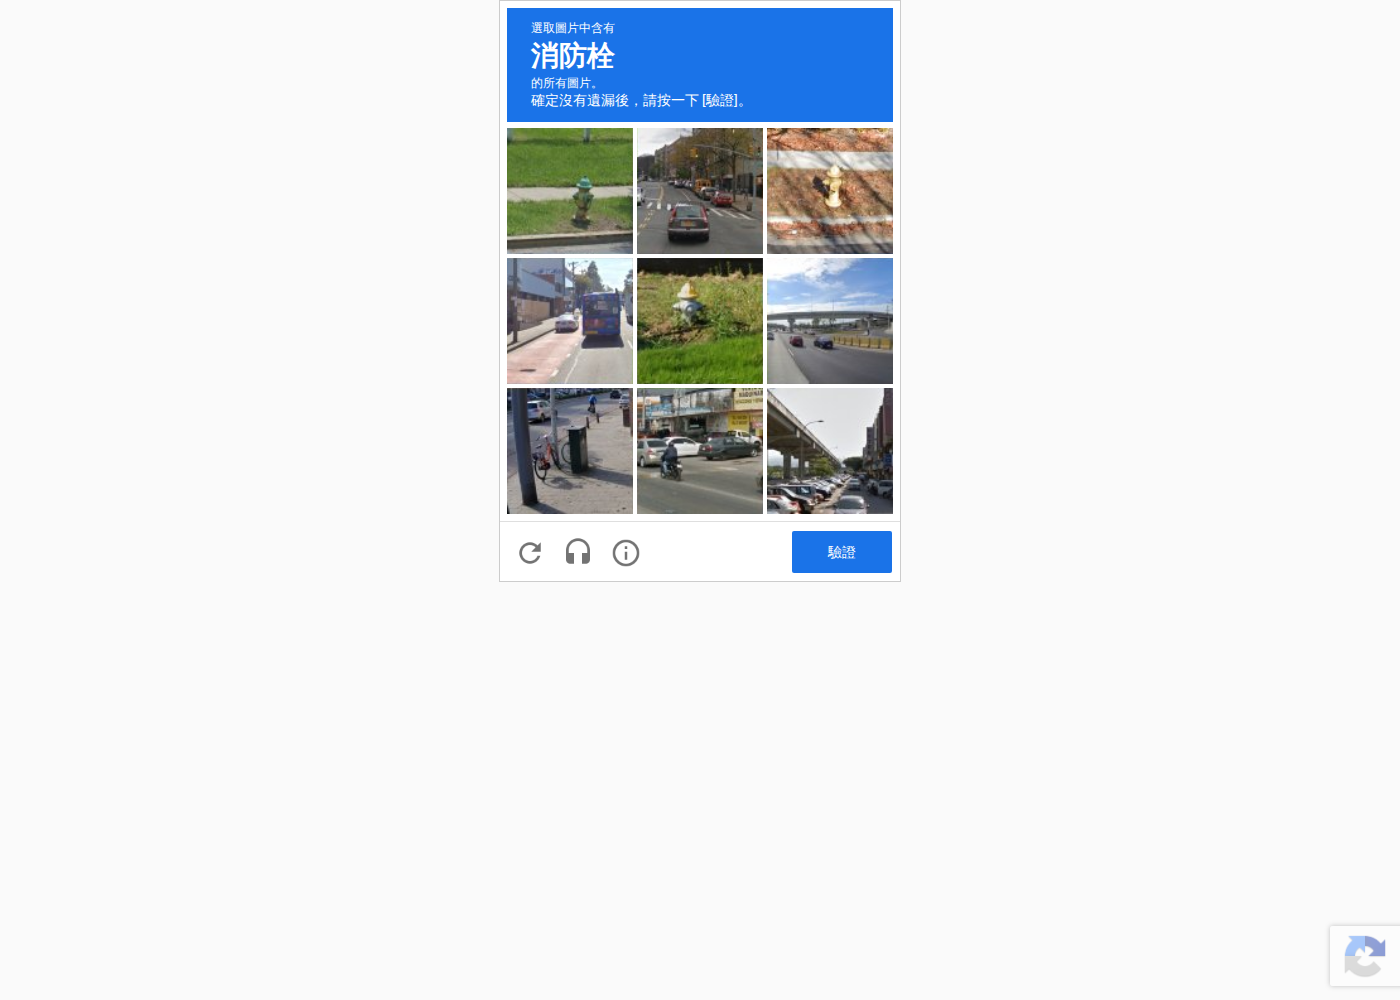 選取圖片中含有
消防栓
的所有圖片。
確定沒有遺漏後，請按一下 [驗證]。
驗證